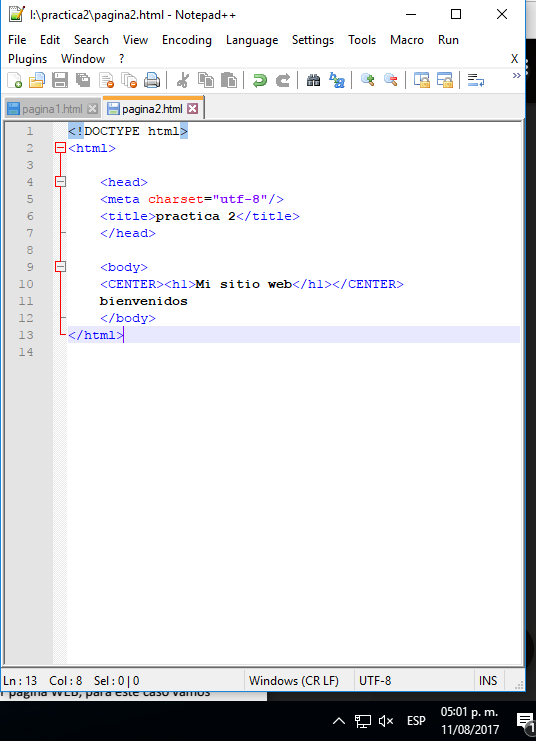 I:\practica2\pagina2.html - Notepad++
File Edit Search View Encoding Language Settings Tools Macro Run
Plugins Window ? X
pagina1.html pagina2.html
1 <!DOCTYPE html>
2 <html>
3
4 <head>
5 <meta charset="utf-8"/>
6 <title>practica 2</title>
7 </head>
8
9 <body>
10 <CENTER><h1>Mi sitio web</h1></CENTER>
11 bienvenidos
12 </body>
13 </html>
14
Ln : 13 Col : 8 Sel : 0 | 0 Windows (CR LF) UTF-8 INS
pagina WEB, para este caso vamos
ESP 05:01 p. m.
11/08/2017
1